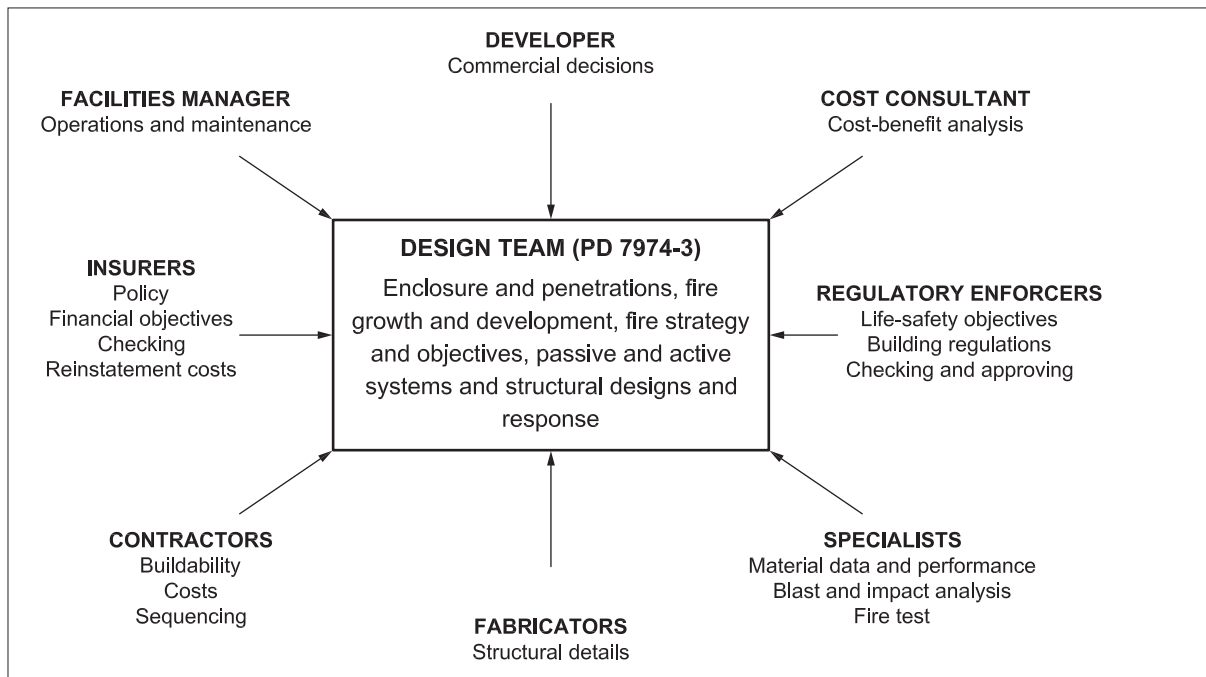 DEVELOPER
Commercial decisions
FACILITIES MANAGER
Operations and maintenance
COST CONSULTANT
Cost-benefit analysis
DESIGN TEAM (PD 7974-3)
Enclosure and penetrations, fire
growth and development, fire strategy
and objectives, passive and active
systems and structural designs and
response
INSURERS
Policy
Financial objectives
Checking
Reinstatement costs
REGULATORY ENFORCERS
Life-safety objectives
Building regulations
Checking and approving
CONTRACTORS
Buildability
Costs
Sequencing
FABRICATORS
Structural details
SPECIALISTS
Material data and performance
Blast and impact analysis
Fire test